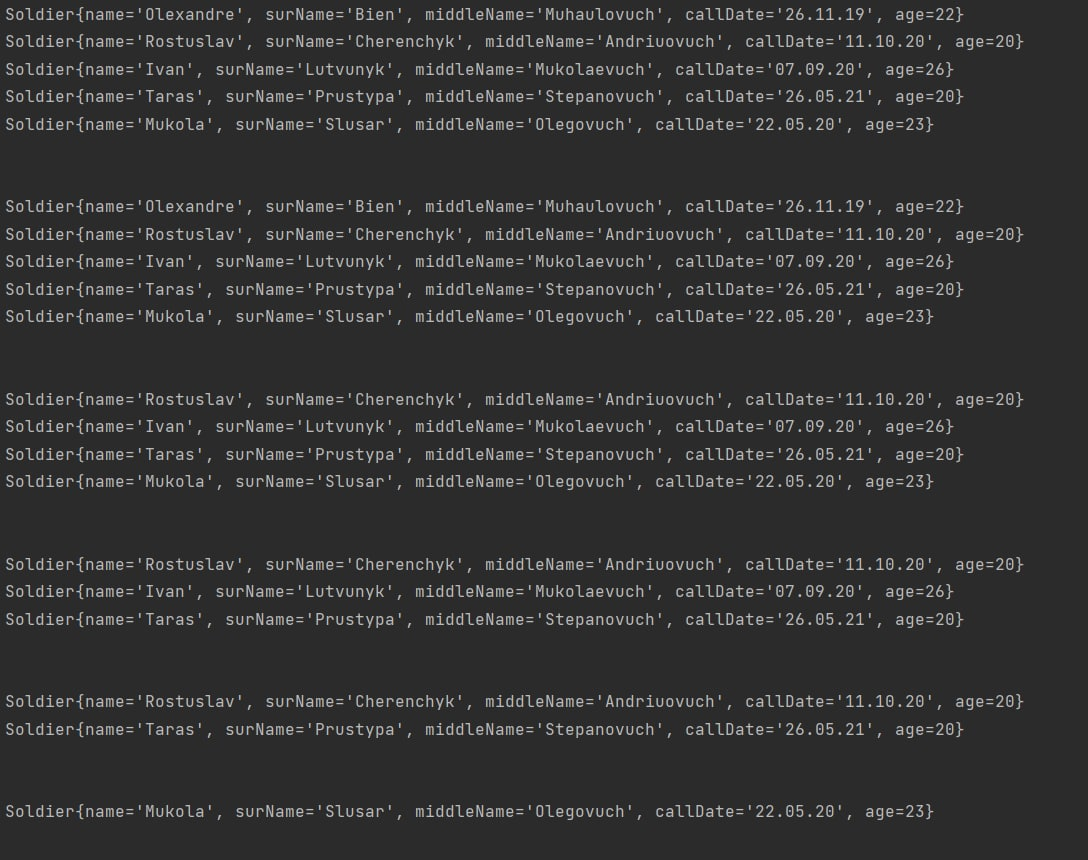 Soldier{name='Olexandre', surName='Bien', middleName='Muhaulovuch', callDate='26.11.19', age=22}
Soldier{name='Rostuslav', surName='Cherenchyk', middleName='Andriuovuch', callDate='11.10.20', age=20}
Soldier{name='Ivan', surName='Lutvunyk', middleName='Mukolaevuch', callDate='07.09.20', age=26}
Soldier{name='Taras', surName='Prustypa', middleName='Stepanovuch', callDate='26.05.21', age=20}
Soldier{name='Mukola', surName='Slusar', middleName='Olegovuch', callDate='22.05.20', age=23}
Soldier{name='Olexandre', surName='Bien', middleName='Muhaulovuch', callDate='26.11.19', age=22}
Soldier{name='Rostuslav', surName='Cherenchyk', middleName='Andriuovuch', callDate='11.10.20', age=20}
Soldier{name='Ivan', surName='Lutvunyk', middleName='Mukolaevuch', callDate='07.09.20', age=26}
Soldier{name='Taras', surName='Prustypa', middleName='Stepanovuch', callDate='26.05.21', age=20}
Soldier{name='Mukola', surName='Slusar', middleName='Olegovuch', callDate='22.05.20', age=23}
Soldier{name='Rostuslav', surName='Cherenchyk', middleName='Andriuovuch', callDate='11.10.20', age=20}
Soldier{name='Ivan', surName='Lutvunyk', middleName='Mukolaevuch', callDate='07.09.20', age=26}
Soldier{name='Taras', surName='Prustypa', middleName='Stepanovuch', callDate='26.05.21', age=20}
Soldier{name='Mukola', surName='Slusar', middleName='Olegovuch', callDate='22.05.20', age=23}
Soldier{name='Rostuslav', surName='Cherenchyk', middleName='Andriuovuch', callDate='11.10.20', age=20}
Soldier{name='Ivan', surName='Lutvunyk', middleName='Mukolaevuch', callDate='07.09.20', age=26}
Soldier{name='Taras', surName='Prustypa', middleName='Stepanovuch', callDate='26.05.21', age=20}
Soldier{name='Rostuslav', surName='Cherenchyk', middleName='Andriuovuch', callDate='11.10.20', age=20}
Soldier{name='Taras', surName='Prustypa', middleName='Stepanovuch', callDate='26.05.21', age=20}
Soldier{name='Mukola', surName='Slusar', middleName='Olegovuch', callDate='22.05.20', age=23}